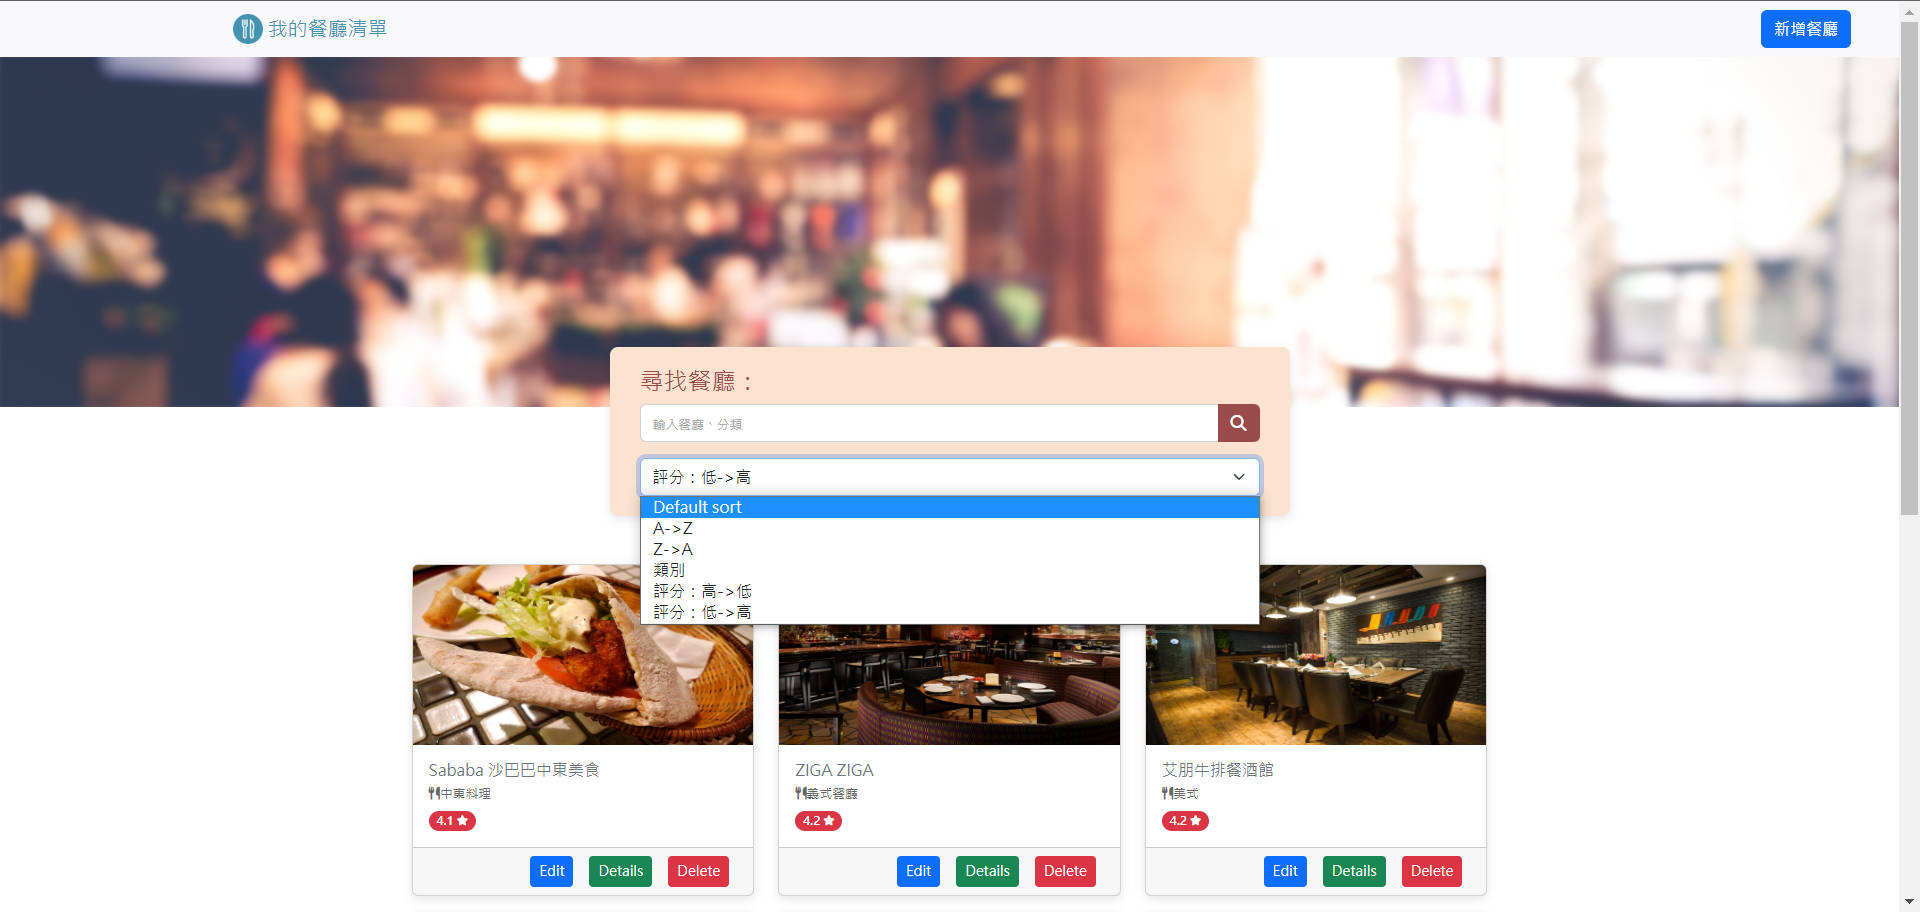 我的餐廳清單
新增餐廳
尋找餐廳：
輸入餐廳、分類
評分：低->高
Default sort
A->Z
Z->A
類別
評分：高->低
評分：低->高
Sababa 沙巴巴中東美食
中東料理
4.1
Edit Details Delete
ZIGA ZIGA
義式餐廳
4.2
Edit Details Delete
艾朋牛排餐酒館
美式
4.2
Edit Details Delete